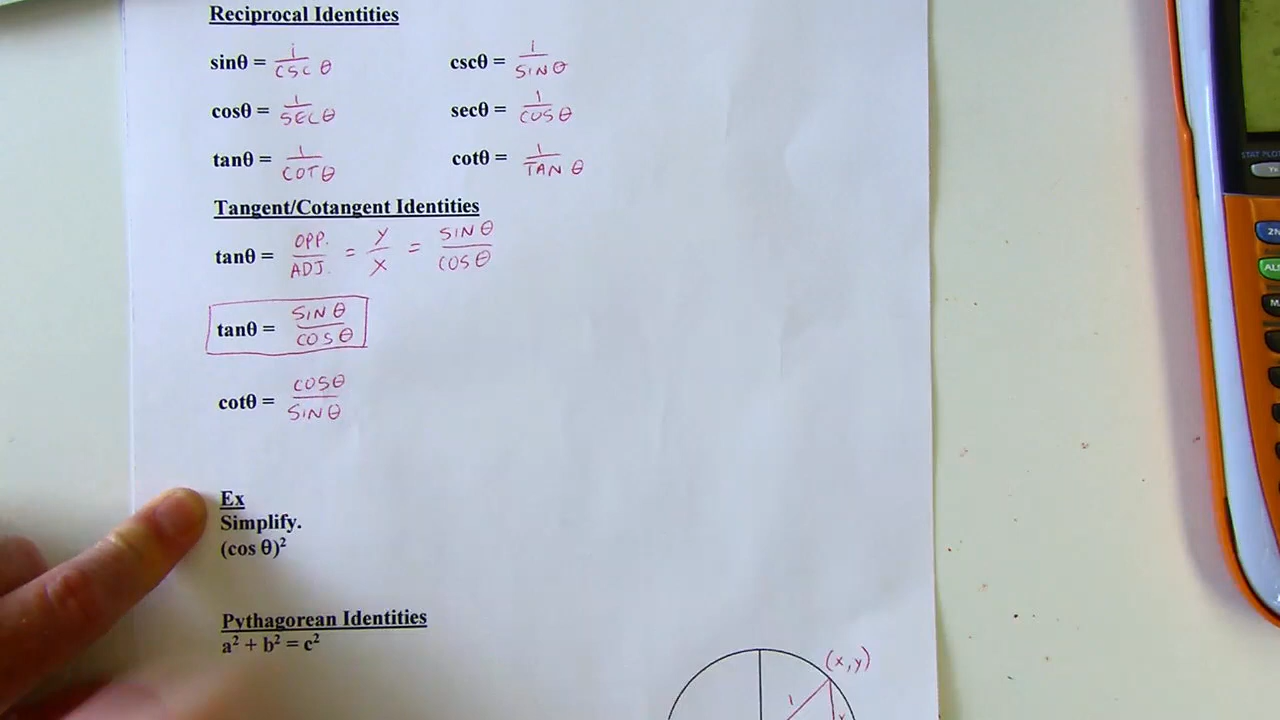 Reciprocal Identities
sinθ = 1/CSC θ cscθ = 1/SIN θ
cosθ = 1/SEC θ secθ = 1/COS θ
tanθ = 1/COT θ cotθ = 1/TAN θ
Tangent/Cotangent Identities
tanθ = OPP./ADJ. = Y/X = SIN θ/COS θ
tanθ = SIN θ/COS θ
cotθ = COS θ/SIN θ
Ex
Simplify.
(cos θ)²
Pythagorean Identities
a² + b² = c²
(x,y)
1
STAT PLOT